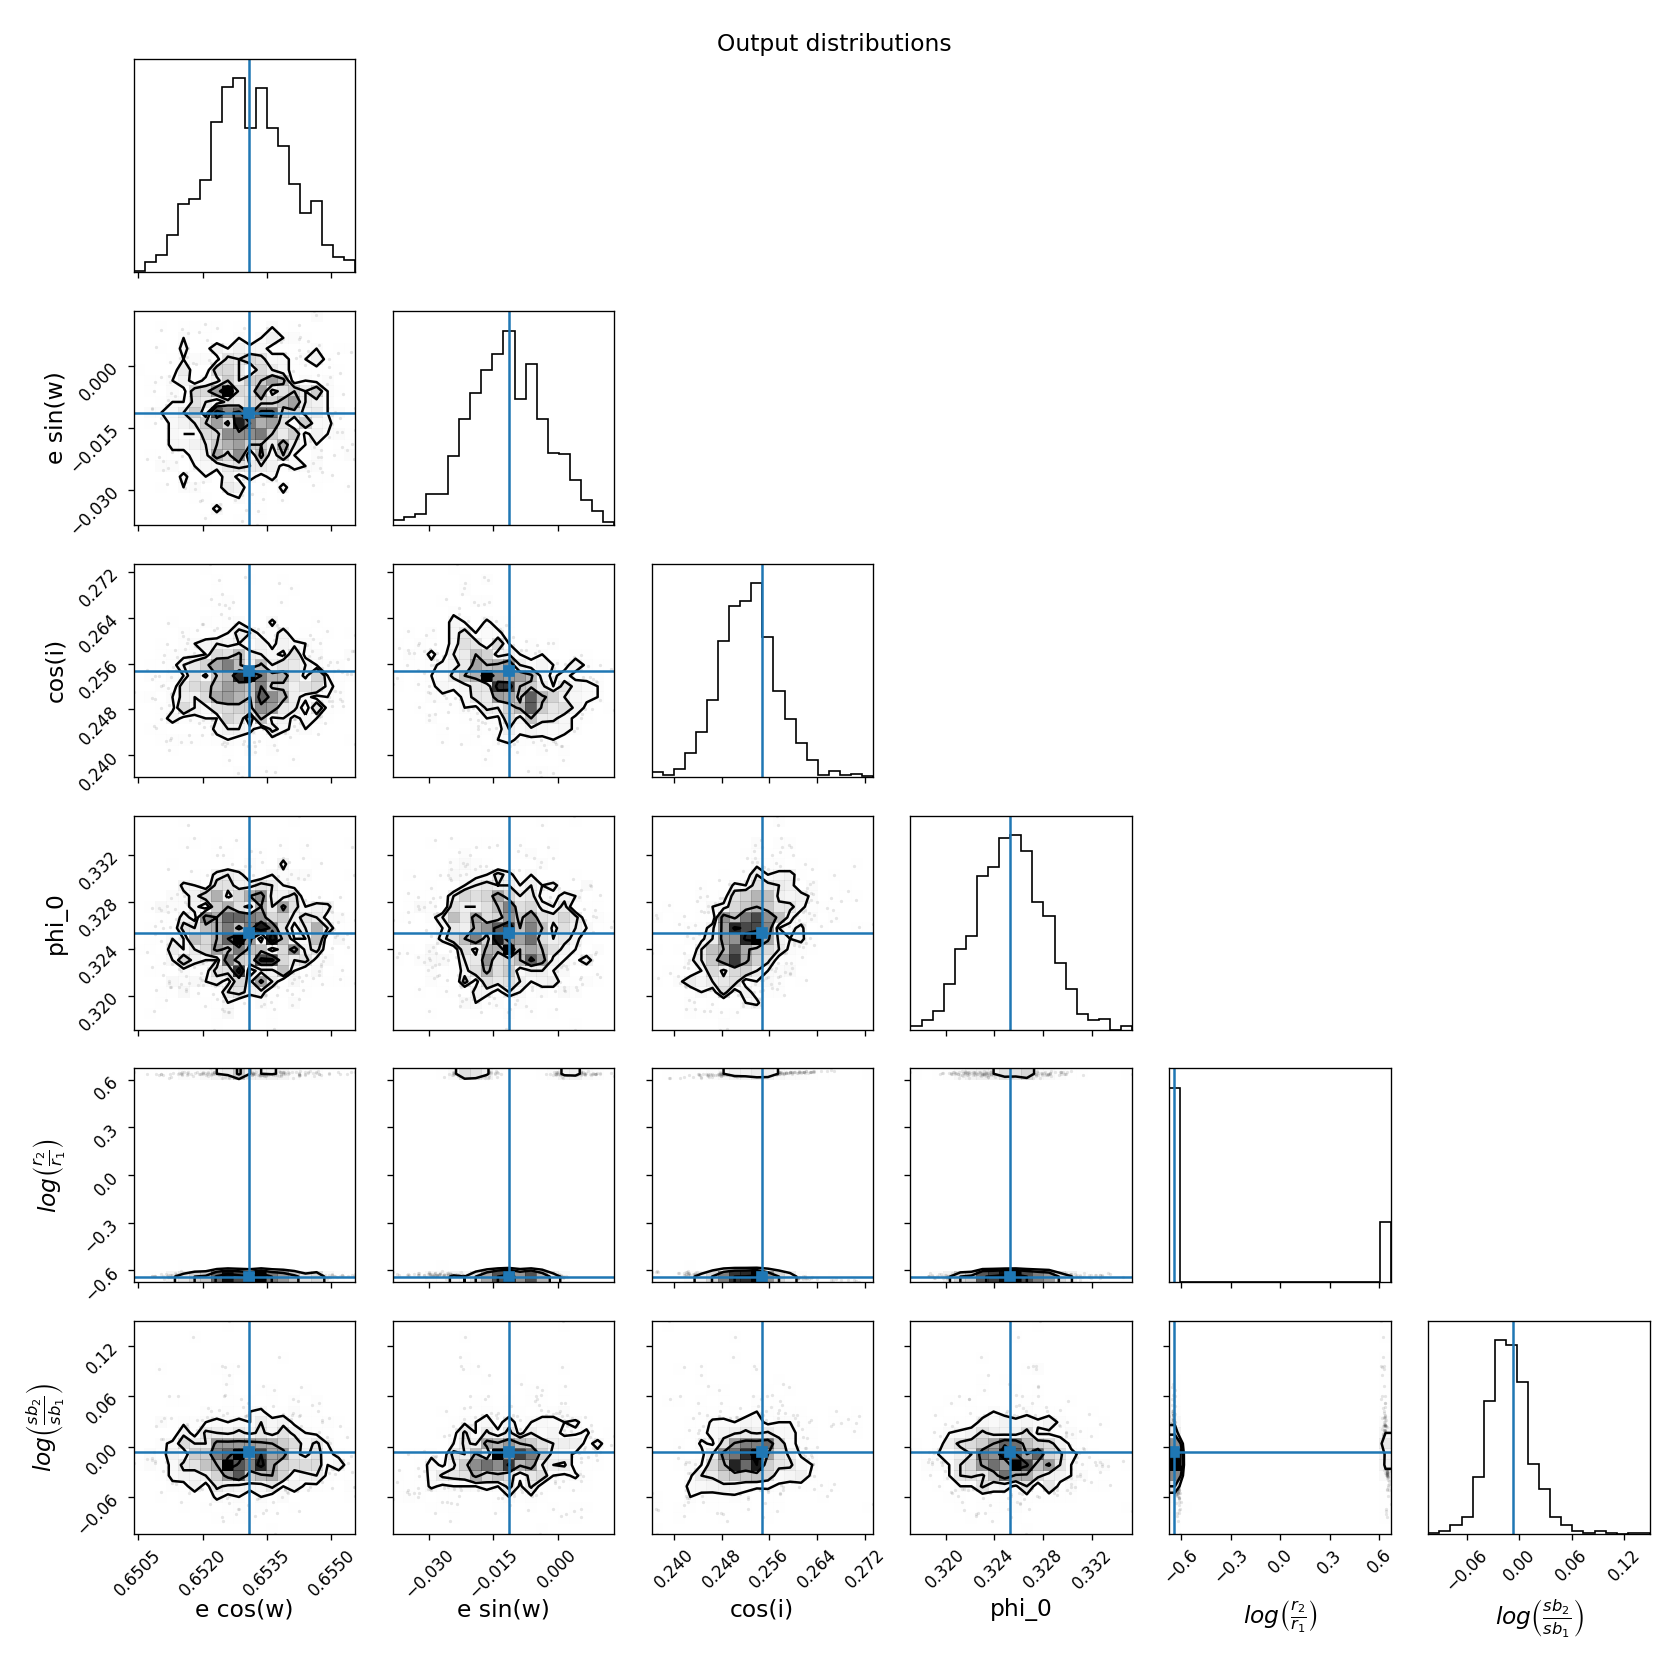 Output distributions
e sin(w)
0.000
−0.015
−0.030
cos(i)
0.272
0.264
0.256
0.248
0.240
phi_0
0.332
0.328
0.324
0.320
log(r₂/r₁)
0.6
0.3
0.0
−0.3
−0.6
log(sb₂/sb₁)
0.12
0.06
0.00
−0.06
0.6505 0.6520 0.6535 0.6550
−0.030 −0.015 0.000
0.240 0.248 0.256 0.264 0.272
0.320 0.324 0.328 0.332
−0.6 −0.3 0.0 0.3 0.6
−0.06 0.00 0.06 0.12
e cos(w) e sin(w) cos(i) phi_0 log(r₂/r₁) log(sb₂/sb₁)